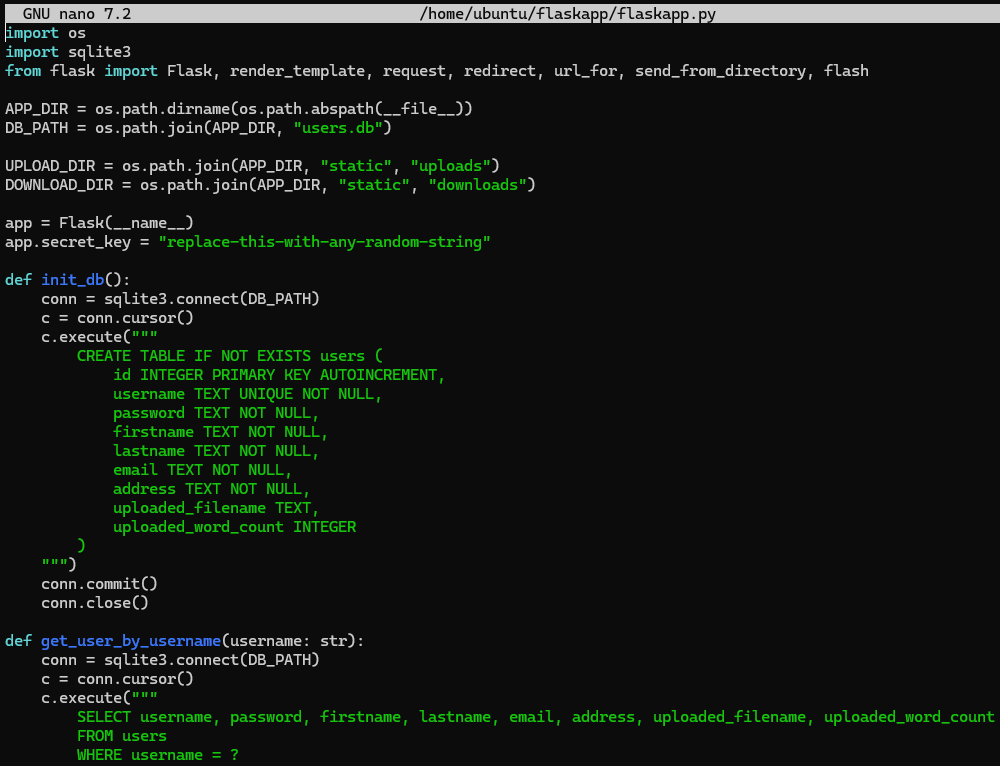 GNU nano 7.2 /home/ubuntu/flaskapp/flaskapp.py
import os
import sqlite3
from flask import Flask, render_template, request, redirect, url_for, send_from_directory, flash

APP_DIR = os.path.dirname(os.path.abspath(__file__))
DB_PATH = os.path.join(APP_DIR, "users.db")

UPLOAD_DIR = os.path.join(APP_DIR, "static", "uploads")
DOWNLOAD_DIR = os.path.join(APP_DIR, "static", "downloads")

app = Flask(__name__)
app.secret_key = "replace-this-with-any-random-string"

def init_db():
    conn = sqlite3.connect(DB_PATH)
    c = conn.cursor()
    c.execute("""
        CREATE TABLE IF NOT EXISTS users (
            id INTEGER PRIMARY KEY AUTOINCREMENT,
            username TEXT UNIQUE NOT NULL,
            password TEXT NOT NULL,
            firstname TEXT NOT NULL,
            lastname TEXT NOT NULL,
            email TEXT NOT NULL,
            address TEXT NOT NULL,
            uploaded_filename TEXT,
            uploaded_word_count INTEGER
        )
    """)
    conn.commit()
    conn.close()

def get_user_by_username(username: str):
    conn = sqlite3.connect(DB_PATH)
    c = conn.cursor()
    c.execute("""
        SELECT username, password, firstname, lastname, email, address, uploaded_filename, uploaded_word_count
        FROM users
        WHERE username = ?